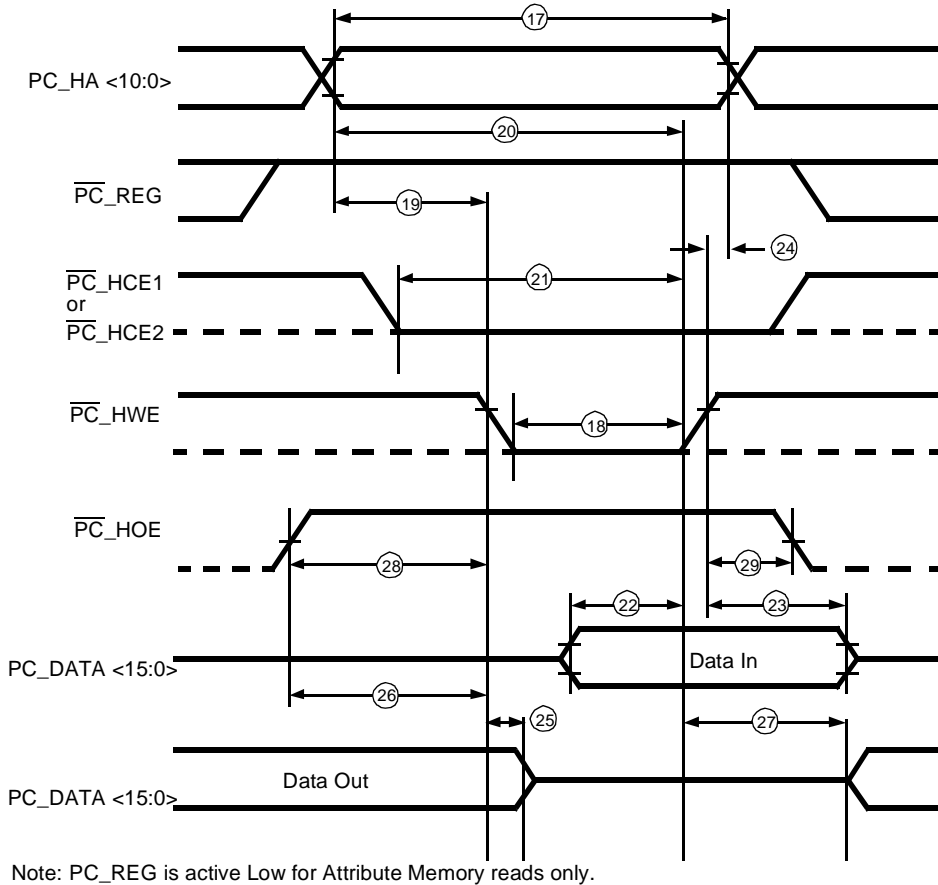 17
PC_HA <10:0>
20
PC_REG
19
24
PC_HCE1
or
PC_HCE2
21
PC_HWE
18
PC_HOE
28
29
22
23
PC_DATA <15:0>
Data In
26
25
27
PC_DATA <15:0>
Data Out
Note: PC_REG is active Low for Attribute Memory reads only.